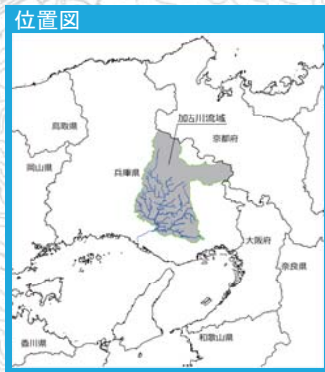 位置図
加古川流域
鳥取県
京都府
岡山県
兵庫県
大阪府
奈良県
香川県
和歌山県